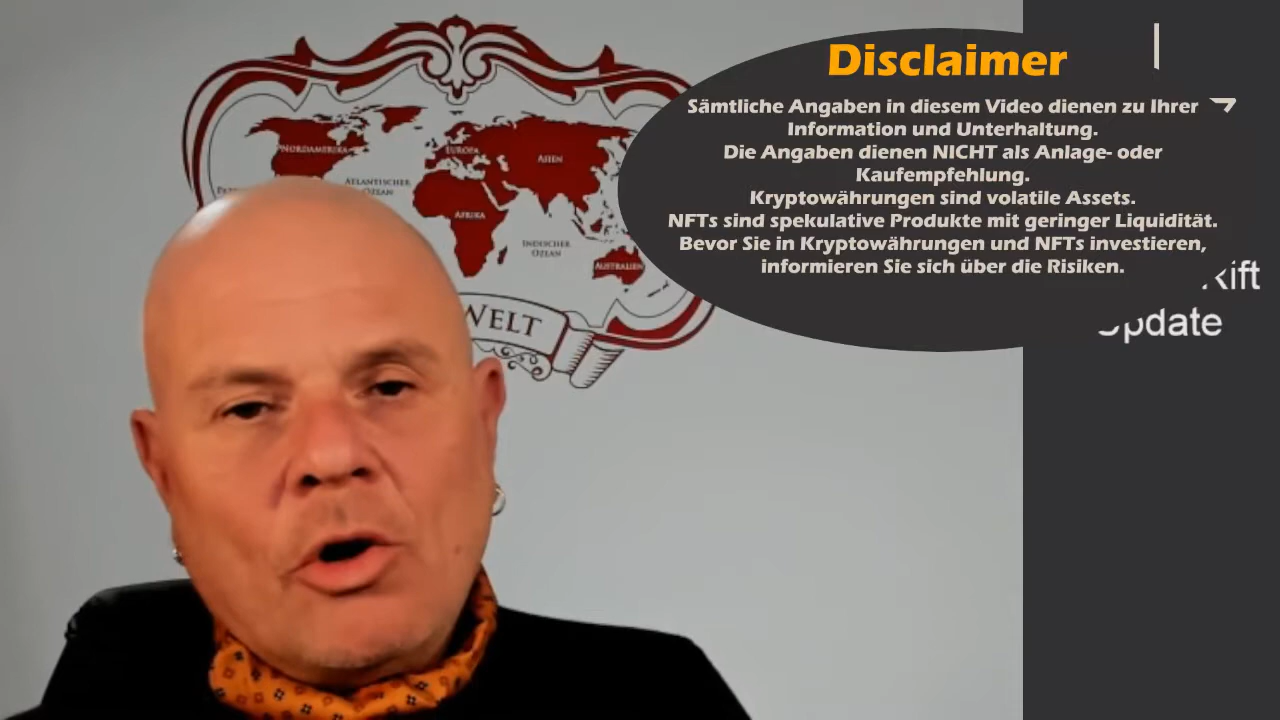 Disclaimer
Sämtliche Angaben in diesem Video dienen zu Ihrer
Information und Unterhaltung.
Die Angaben dienen NICHT als Anlage- oder
Kaufempfehlung.
Kryptowährungen sind volatile Assets.
NFTs sind spekulative Produkte mit geringer Liquidität.
Bevor Sie in Kryptowährungen und NFTs investieren,
informieren Sie sich über die Risiken.
NORDAMERIKA
EUROPA
ASIEN
ATLANTISCHER
OZEAN
AFRIKA
INDISCHER
OZEAN
AUSTRALIEN
WELT